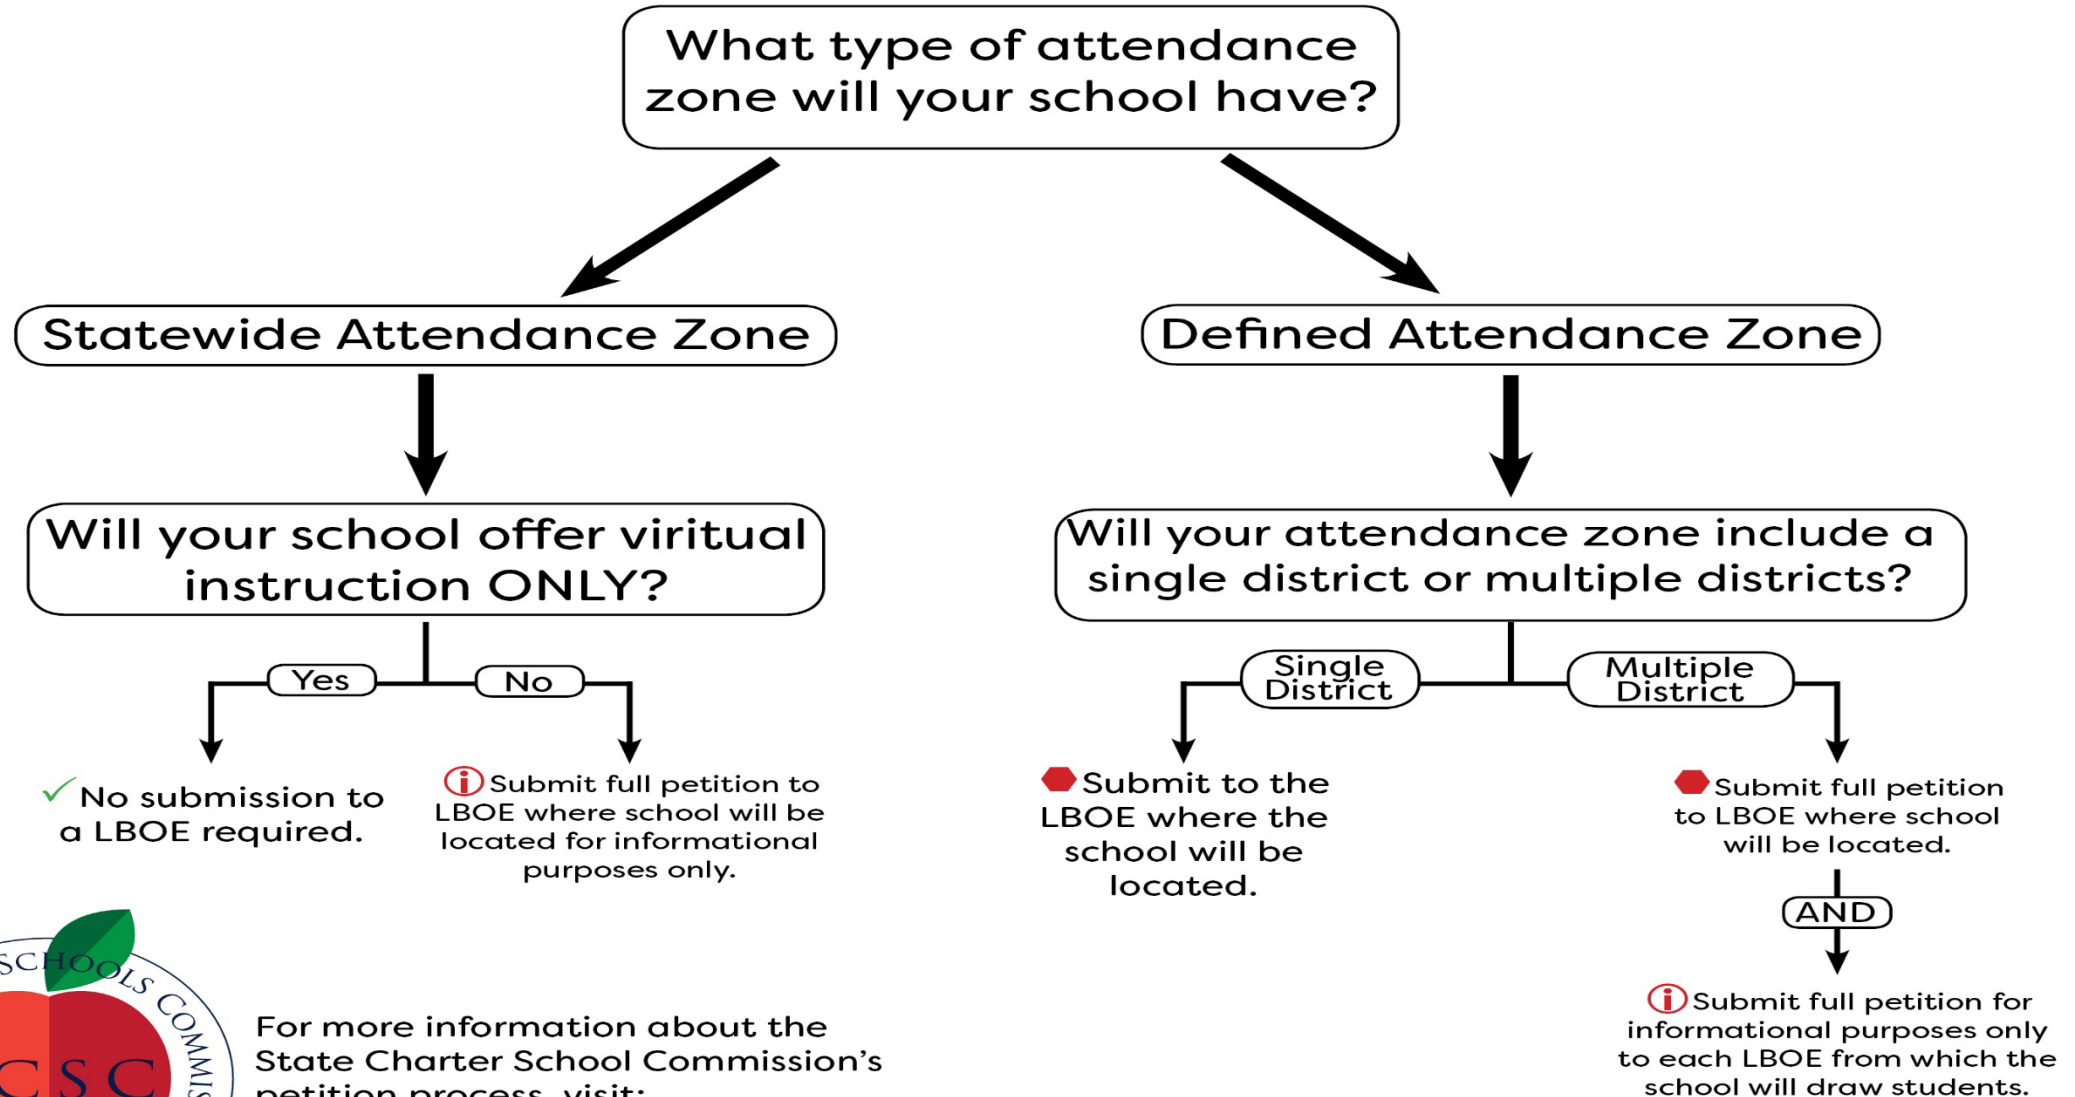 What type of attendance
zone will your school have?
Statewide Attendance Zone
Defined Attendance Zone
Will your school offer viritual
instruction ONLY?
Will your attendance zone include a
single district or multiple districts?
Yes
No
Single
District
Multiple
District
No submission to
a LBOE required.
Submit full petition to
LBOE where school will be
located for informational
purposes only.
Submit to the
LBOE where the
school will be
located.
Submit full petition
to LBOE where school
will be located.
AND
Submit full petition for
informational purposes only
to each LBOE from which the
school will draw students.
SCHOOLS COMMIS
CSC
For more information about the
State Charter School Commission's
petition process, visit: